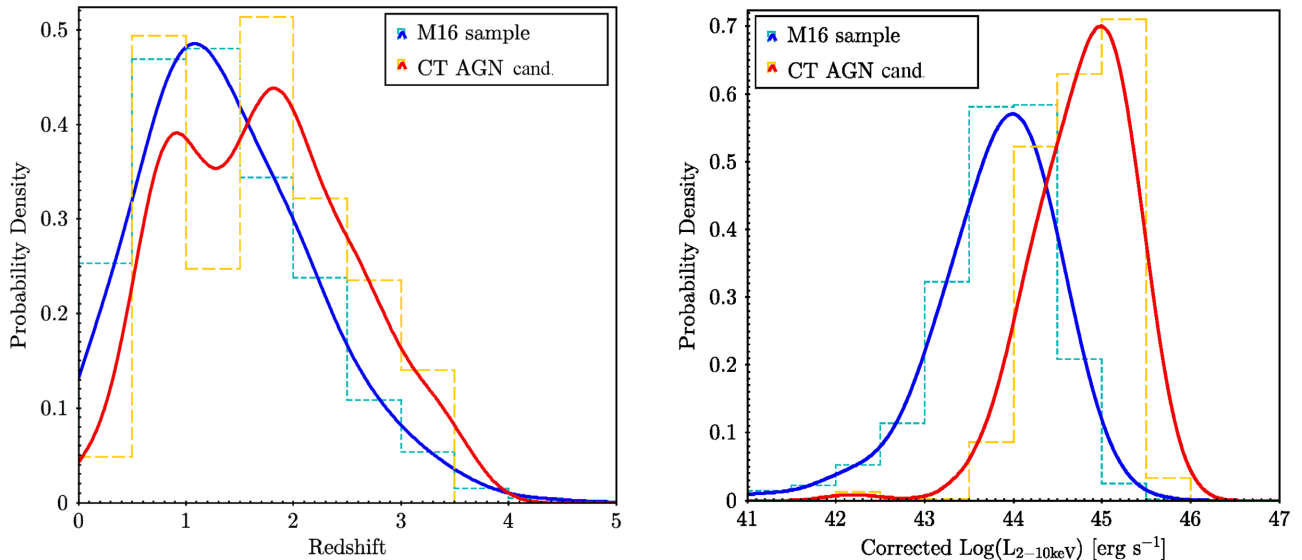 M16 sample
CT AGN cand.
Probability Density
0.5
0.4
0.3
0.2
0.1
0
0 1 2 3 4 5
Redshift
M16 sample
CT AGN cand.
Probability Density
0.7
0.6
0.5
0.4
0.3
0.2
0.1
0
41 42 43 44 45 46 47
Corrected Log(L₂₋₁₀keV) [erg s⁻¹]